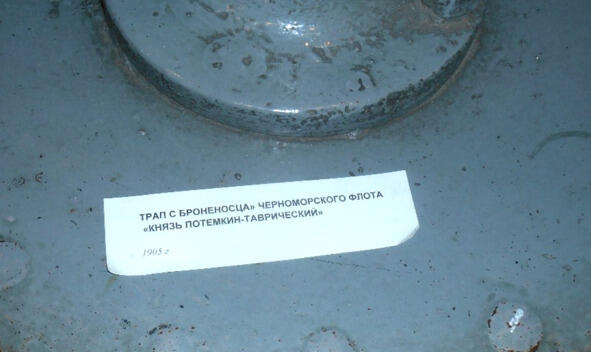 ТРАП С БРОНЕНОСЦА» ЧЕРНОМОРСКОГО ФЛОТА
«КНЯЗЬ ПОТЕМКИН-ТАВРИЧЕСКИЙ»
1905 г